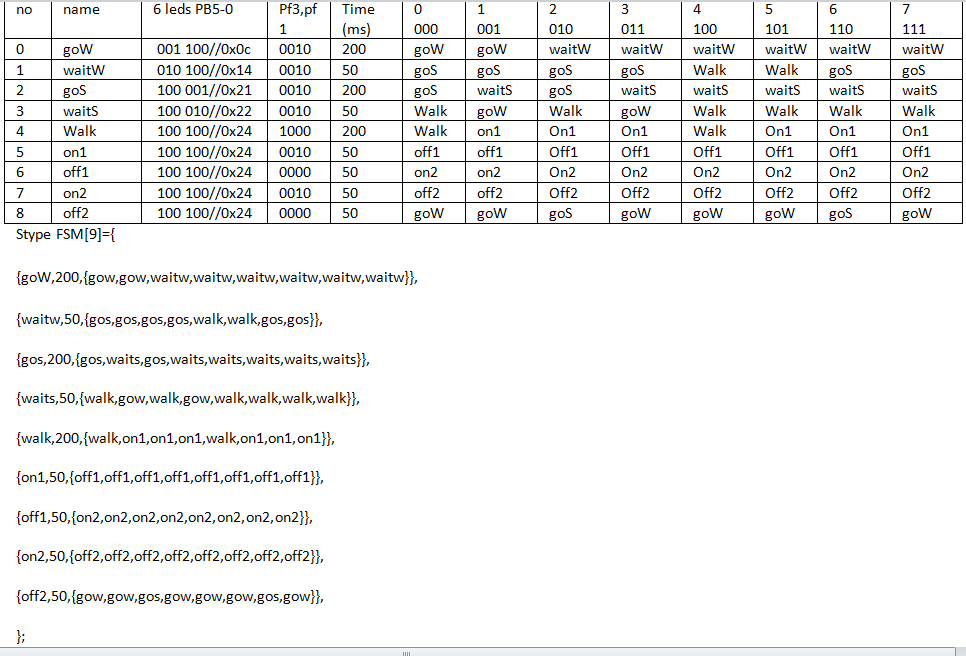 no name 6 leds PB5-0 Pf3,pf Time 0 1 2 3 4 5 6 7
1 (ms) 000 001 010 011 100 101 110 111
0 goW 001 100//0x0c 0010 200 goW goW waitW waitW waitW waitW waitW waitW
1 waitW 010 100//0x14 0010 50 goS goS goS goS Walk Walk goS goS
2 goS 100 001//0x21 0010 200 goS waitS goS waitS waitS waitS waitS waitS
3 waitS 100 010//0x22 0010 50 Walk goW Walk goW Walk Walk Walk Walk
4 Walk 100 100//0x24 1000 200 Walk on1 On1 On1 Walk On1 On1 On1
5 on1 100 100//0x24 0010 50 off1 off1 Off1 Off1 Off1 Off1 Off1 Off1
6 off1 100 100//0x24 0000 50 on2 on2 On2 On2 On2 On2 On2 On2
7 on2 100 100//0x24 0010 50 off2 off2 Off2 Off2 Off2 Off2 Off2 Off2
8 off2 100 100//0x24 0000 50 goW goW goS goW goW goW goS goW
Stype FSM[9]={
{goW,200,{gow,gow,waitw,waitw,waitw,waitw,waitw,waitw}},
{waitw,50,{gos,gos,gos,gos,walk,walk,gos,gos}},
{gos,200,{gos,waits,gos,waits,waits,waits,waits,waits}},
{waits,50,{walk,gow,walk,gow,walk,walk,walk,walk}},
{walk,200,{walk,on1,on1,on1,walk,on1,on1,on1}},
{on1,50,{off1,off1,off1,off1,off1,off1,off1,off1}},
{off1,50,{on2,on2,on2,on2,on2,on2,on2,on2}},
{on2,50,{off2,off2,off2,off2,off2,off2,off2,off2}},
{off2,50,{gow,gow,gos,gow,gow,gow,gos,gow}},
};